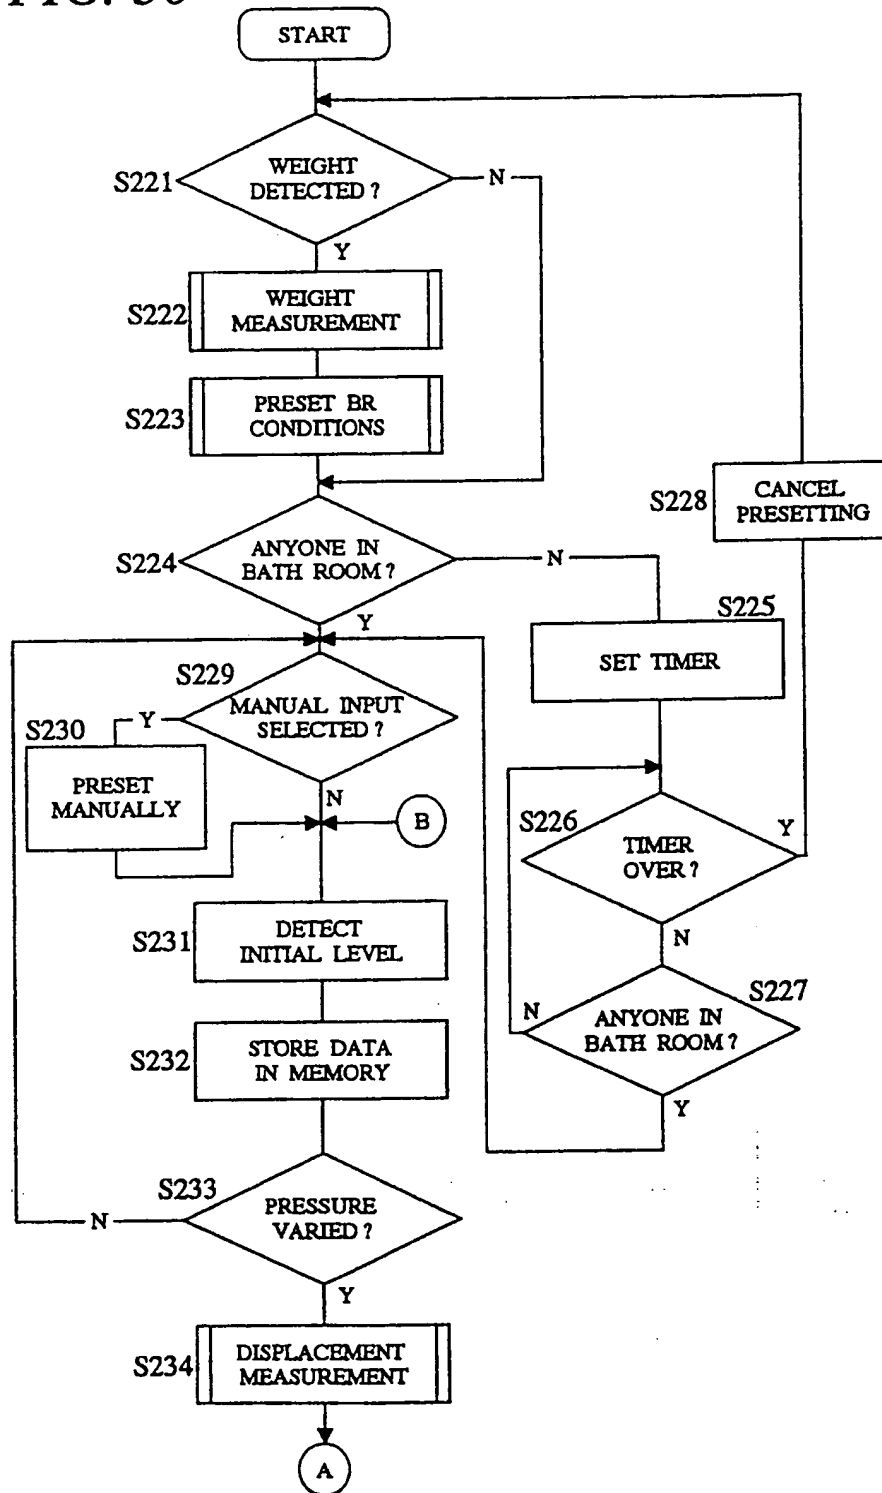 START
S221
WEIGHT
DETECTED ?
N
Y
S222
WEIGHT
MEASUREMENT
S223
PRESET BR
CONDITIONS
S228
CANCEL
PRESETTING
S224
ANYONE IN
BATH ROOM ?
N
Y
S225
SET TIMER
S229
MANUAL INPUT
SELECTED ?
Y
N
S230
PRESET
MANUALLY
B
S226
TIMER
OVER ?
Y
N
S231
DETECT
INITIAL LEVEL
S227
ANYONE IN
BATH ROOM ?
N
Y
S232
STORE DATA
IN MEMORY
S233
PRESSURE
VARIED ?
N
Y
S234
DISPLACEMENT
MEASUREMENT
A